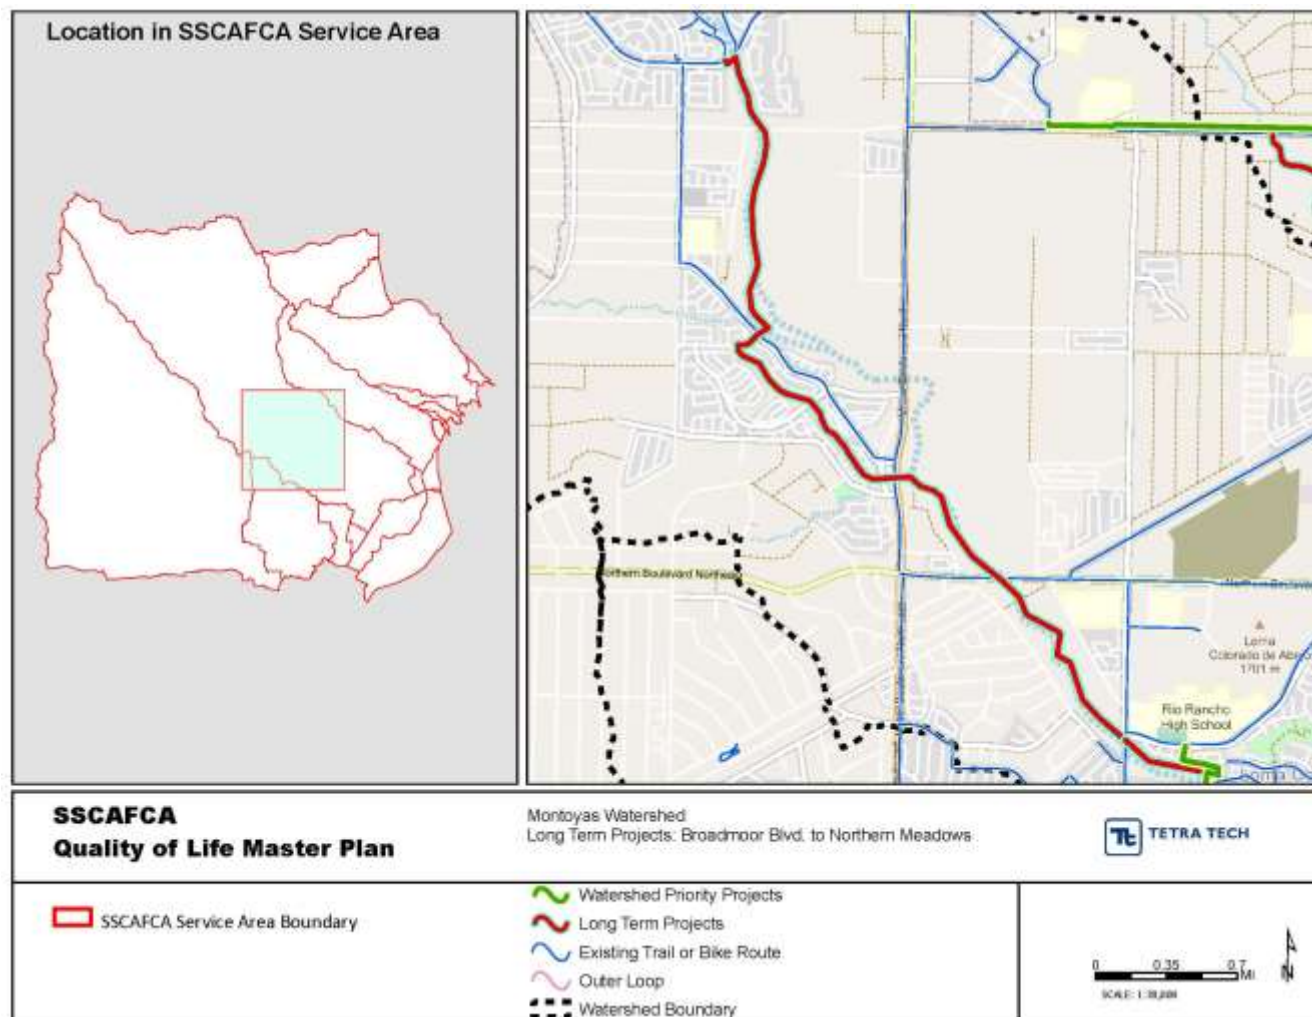 Location in SSCAFCA Service Area
Northern Boulevard Northeast
Northern Boulevard
Loma
Colorado de Abajo
1701 m
Rio Rancho
High School
Loma
SSCAFCA
Quality of Life Master Plan
Montoyas Watershed
Long Term Projects: Broadmoor Blvd. to Northern Meadows
TETRA TECH
SSCAFCA Service Area Boundary
Watershed Priority Projects
Long Term Projects
Existing Trail or Bike Route
Outer Loop
Watershed Boundary
0 0.35 0.7
MI
N